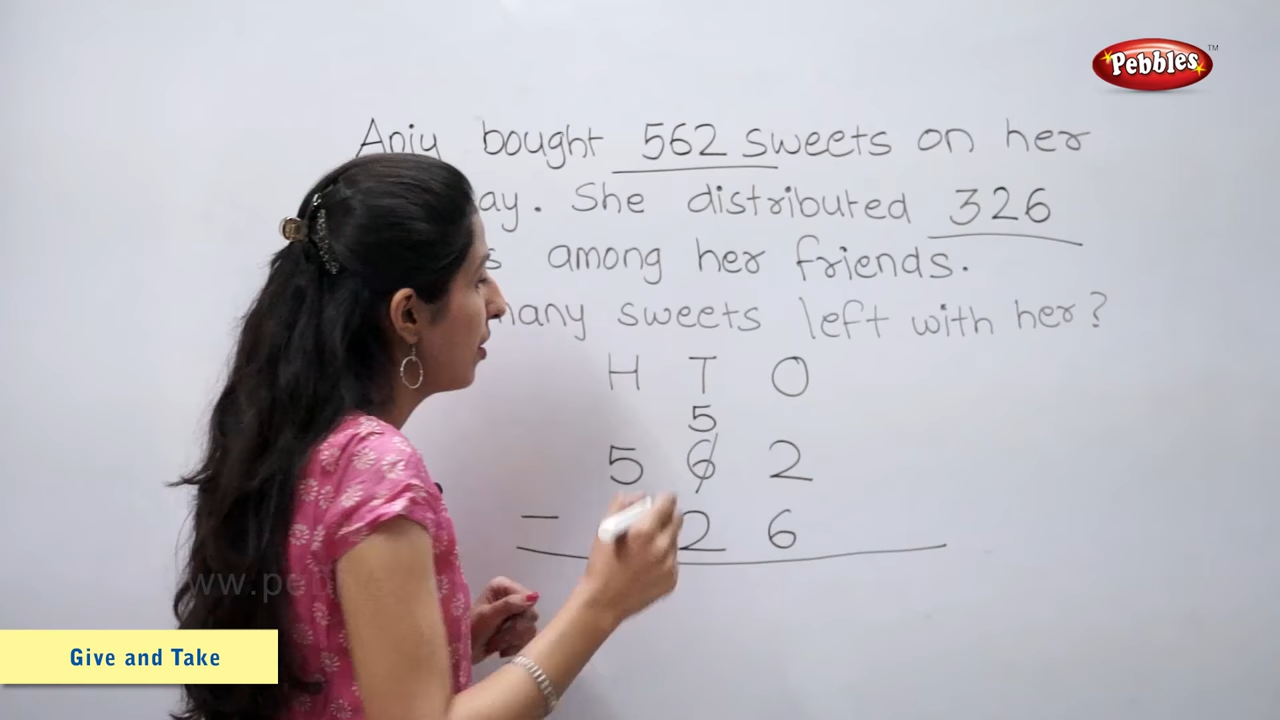 Pebbles TM
Anju bought 562 sweets on her
ay. She distributed 326
s among her friends.
many sweets left with her?
H T O
5
5 6 2
- 2 6
Give and Take